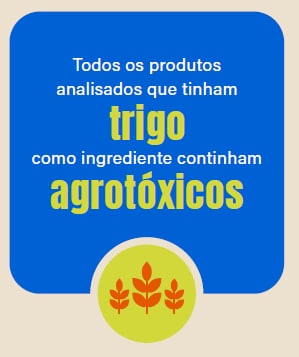 Todos os produtos
analisados que tinham
trigo
como ingrediente continham
agrotóxicos